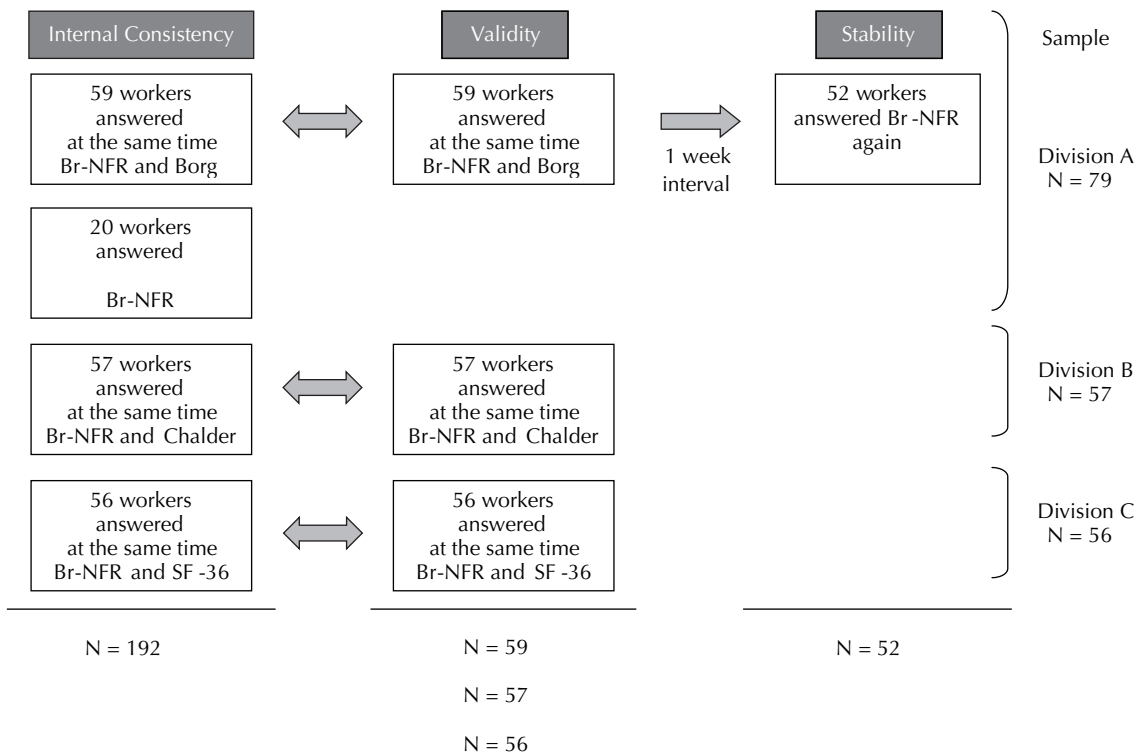 Internal Consistency
Validity
Stability
Sample
59 workers
answered
at the same time
Br-NFR and Borg
59 workers
answered
at the same time
Br-NFR and Borg
1 week
interval
52 workers
answered Br-NFR
again
Division A
N = 79
20 workers
answered
Br-NFR
57 workers
answered
at the same time
Br-NFR and Chalder
57 workers
answered
at the same time
Br-NFR and Chalder
Division B
N = 57
56 workers
answered
at the same time
Br-NFR and SF -36
56 workers
answered
at the same time
Br-NFR and SF -36
Division C
N = 56
N = 192
N = 59
N = 57
N = 56
N = 52